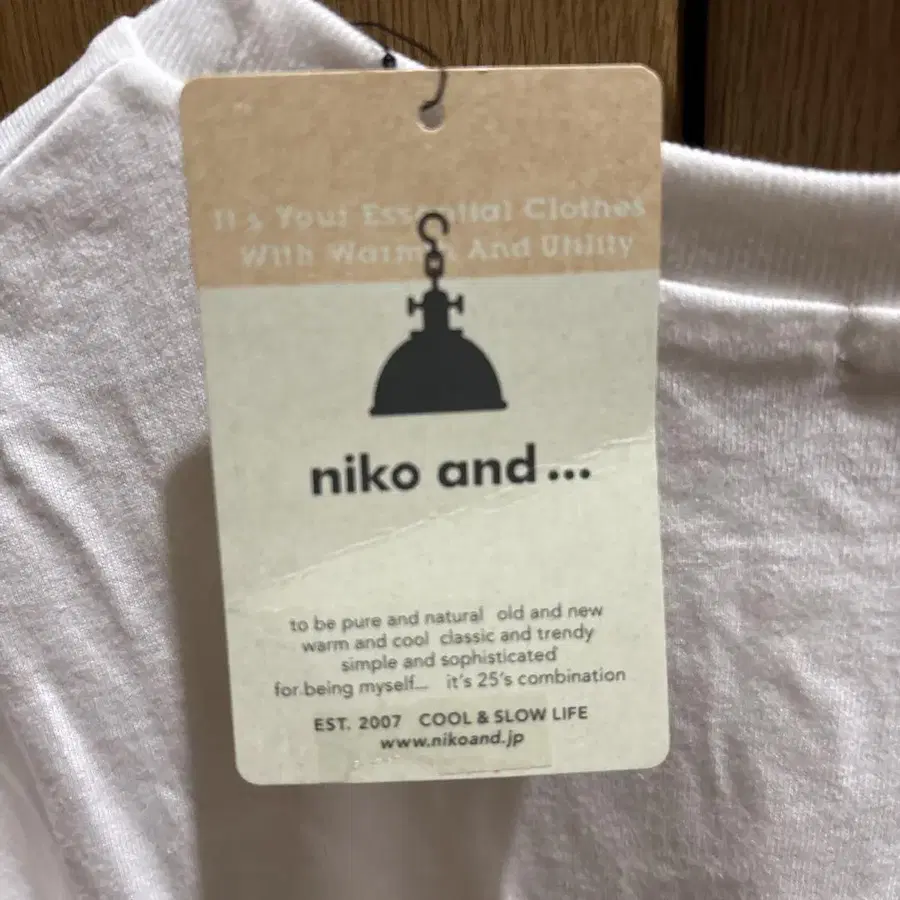 It's Your Essential Clothes
With Warmth And Utility
niko and...
to be pure and natural old and new
warm and cool classic and trendy
simple and sophisticated
for being myself... it's 25's combination
EST. 2007 COOL & SLOW LIFE
www.nikoand.jp